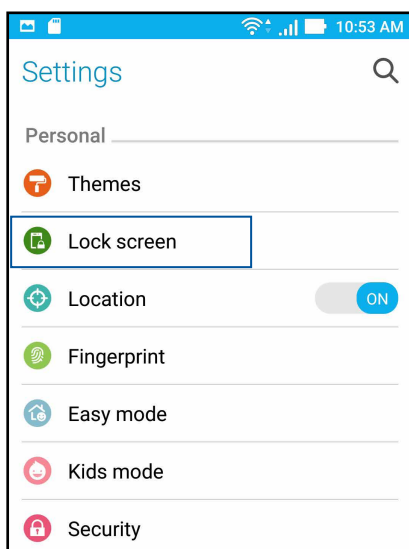 10:53 AM
Settings
Personal
Themes
Lock screen
Location ON
Fingerprint
Easy mode
Kids mode
Security